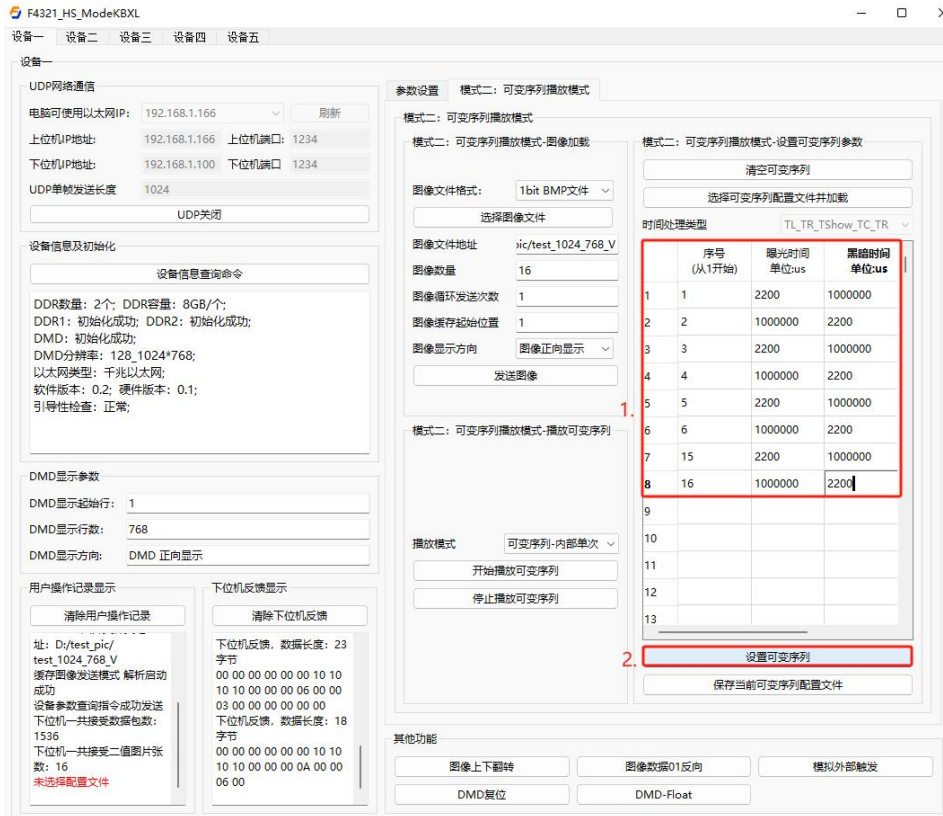 F4321_HS_ModeKBXL
设备一 设备二 设备三 设备四 设备五
设备一
UDP网络通信
电脑可使用以太网IP: 192.168.1.166 刷新
上位机IP地址: 192.168.1.166 上位机端口: 1234
下位机IP地址: 192.168.1.100 下位机端口 1234
UDP单帧发送长度 1024
UDP关闭
设备信息及初始化
设备信息查询命令
DDR数量: 2个; DDR容量: 8GB/个;
DDR1: 初始化成功; DDR2: 初始化成功;
DMD: 初始化成功;
DMD分辨率: 128_1024*768;
以太网类型: 千兆以太网;
软件版本: 0.2; 硬件版本: 0.1;
引导性检查: 正常;
DMD显示参数
DMD显示起始行: 1
DMD显示行数: 768
DMD显示方向: DMD 正向显示
用户操作记录显示
清除用户操作记录
址: D:/test_pic/
test_1024_768_V
缓存图像发送模式 解析启动
成功
设备参数查询指令成功发送
下位机一共接受数据包数:
1536
下位机一共接受二值图片张
数: 16
未选择配置文件
下位机反馈显示
清除下位机反馈
下位机反馈, 数据长度: 23
字节
00 00 00 00 00 00 10 10
10 10 00 00 00 06 00 00
03 00 00 00 00 00 00
下位机反馈, 数据长度: 18
字节
00 00 00 00 00 00 10 10
10 10 00 00 00 0A 00 00
06 00
参数设置 模式二: 可变序列播放模式
模式二: 可变序列播放模式
模式二: 可变序列播放模式-图像加载
图像文件格式: 1bit BMP文件
选择图像文件
图像文件地址 pic/test_1024_768_V
图像数量 16
图像循环发送次数 1
图像缓存起始位置 1
图像显示方向 图像正向显示
发送图像
模式二: 可变序列播放模式-播放可变序列
播放模式 可变序列-内部单次
开始播放可变序列
停止播放可变序列
模式二: 可变序列播放模式-设置可变序列参数
清空可变序列
选择可变序列配置文件并加载
时间处理类型 TL_TR_TShow_TC_TR
序号 曝光时间 黑暗时间
(从1开始) 单位:us 单位:us
1 1 2200 1000000
2 2 1000000 2200
3 3 2200 1000000
4 4 1000000 2200
1. 5 5 2200 1000000
6 6 1000000 2200
7 15 2200 1000000
8 16 1000000 2200
9
10
11
12
13
2. 设置可变序列
保存当前可变序列配置文件
其他功能
图像上下翻转 图像数据01反向 模拟外部触发
DMD复位 DMD-Float